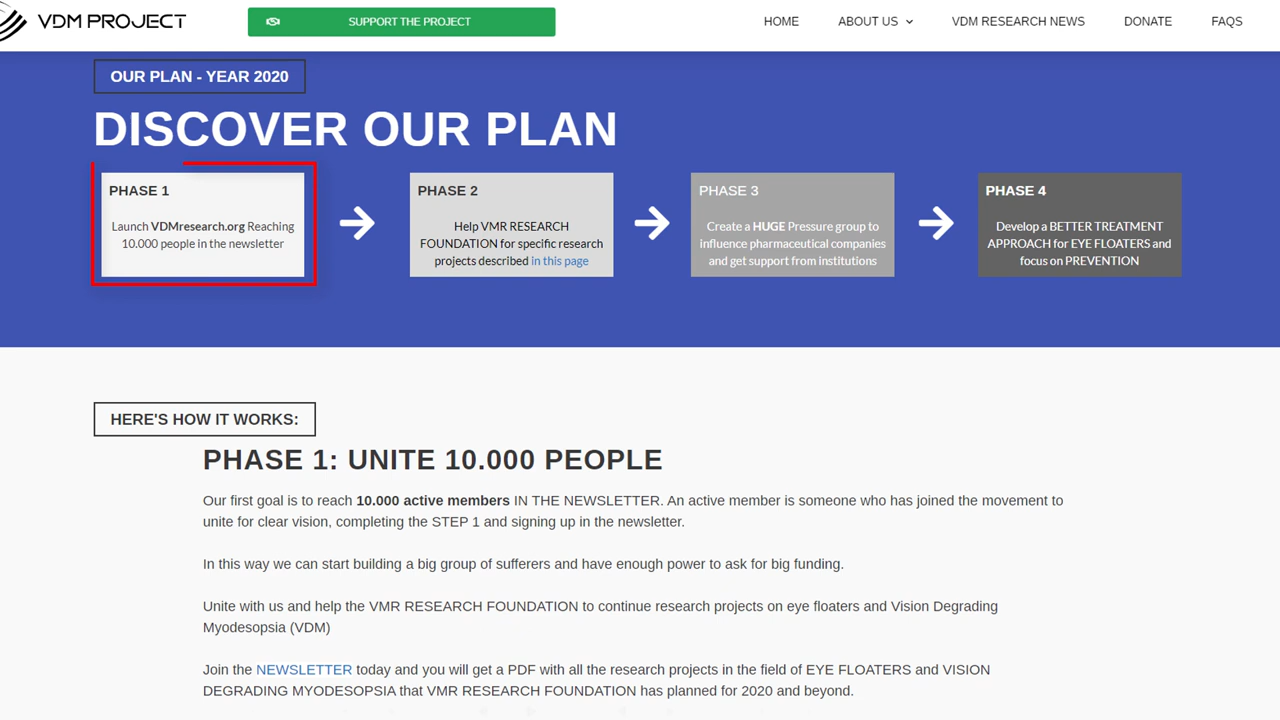 VDM PROJECT
SUPPORT THE PROJECT
HOME
ABOUT US
VDM RESEARCH NEWS
DONATE
FAQS
OUR PLAN - YEAR 2020
DISCOVER OUR PLAN
PHASE 1
Launch VDMresearch.org Reaching
10.000 people in the newsletter
PHASE 2
Help VMR RESEARCH
FOUNDATION for specific research
projects described in this page
PHASE 3
Create a HUGE Pressure group to
influence pharmaceutical companies
and get support from institutions
PHASE 4
Develop a BETTER TREATMENT
APPROACH for EYE FLOATERS and
focus on PREVENTION
HERE'S HOW IT WORKS:
PHASE 1: UNITE 10.000 PEOPLE
Our first goal is to reach 10.000 active members IN THE NEWSLETTER. An active member is someone who has joined the movement to
unite for clear vision, completing the STEP 1 and signing up in the newsletter.
In this way we can start building a big group of sufferers and have enough power to ask for big funding.
Unite with us and help the VMR RESEARCH FOUNDATION to continue research projects on eye floaters and Vision Degrading
Myodesopsia (VDM)
Join the NEWSLETTER today and you will get a PDF with all the research projects in the field of EYE FLOATERS and VISION
DEGRADING MYODESOPSIA that VMR RESEARCH FOUNDATION has planned for 2020 and beyond.